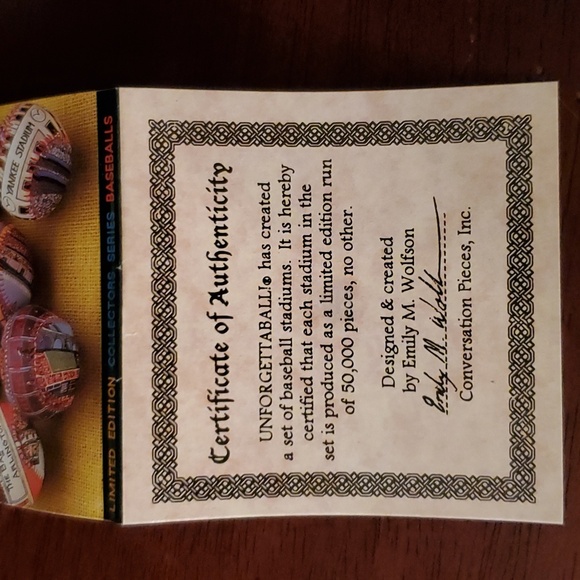 YANKEE STADIUM
LIMITED EDITION COLLECTORS SERIES BASEBALLS
Certificate of Authenticity
UNFORGETTABALL!® has created
a set of baseball stadiums. It is hereby
certified that each stadium in the
set is produced as a limited edition run
of 50,000 pieces, no other.
Designed & created
by Emily M. Wolfson
Emily M. Wolfson
Conversation Pieces, Inc.